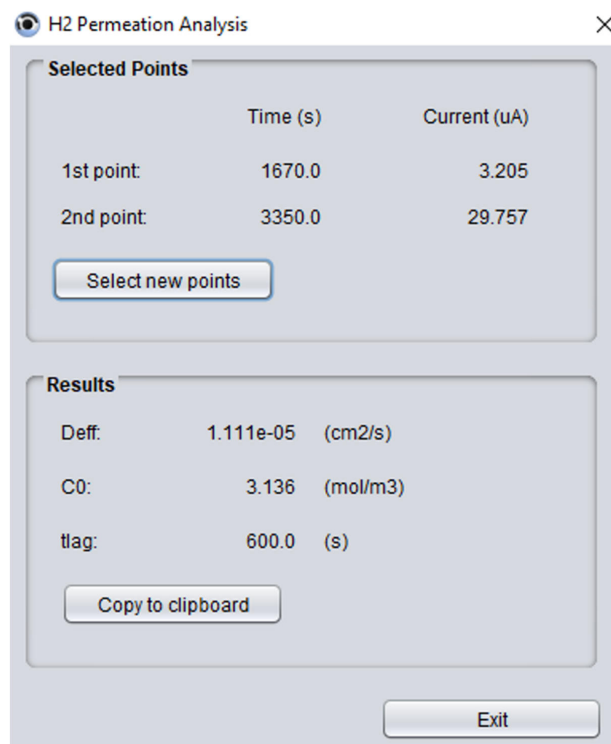 H2 Permeation Analysis
Selected Points
Time (s) Current (uA)
1st point: 1670.0 3.205
2nd point: 3350.0 29.757
Select new points
Results
Deff: 1.111e-05 (cm2/s)
C0: 3.136 (mol/m3)
tlag: 600.0 (s)
Copy to clipboard
Exit